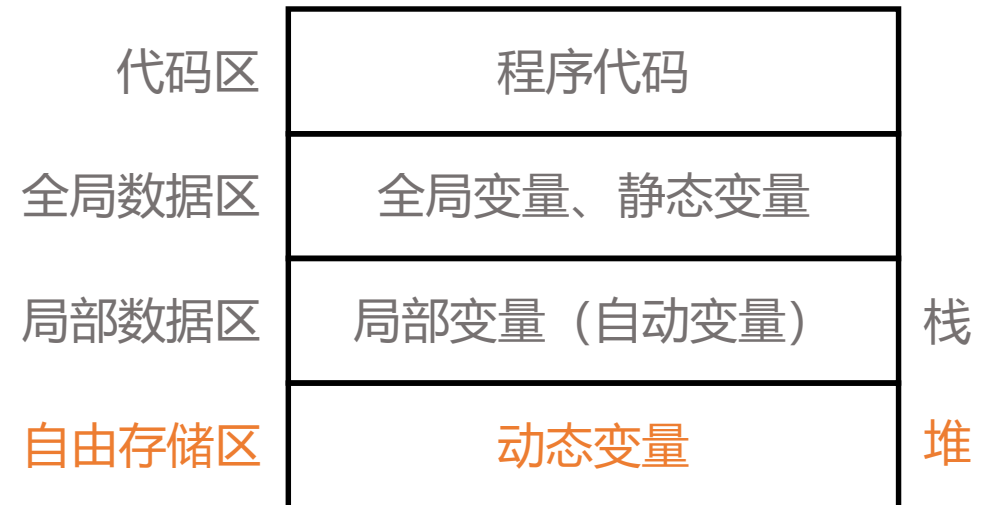 代码区 程序代码
全局数据区 全局变量、静态变量
局部数据区 局部变量（自动变量） 栈
自由存储区 动态变量 堆